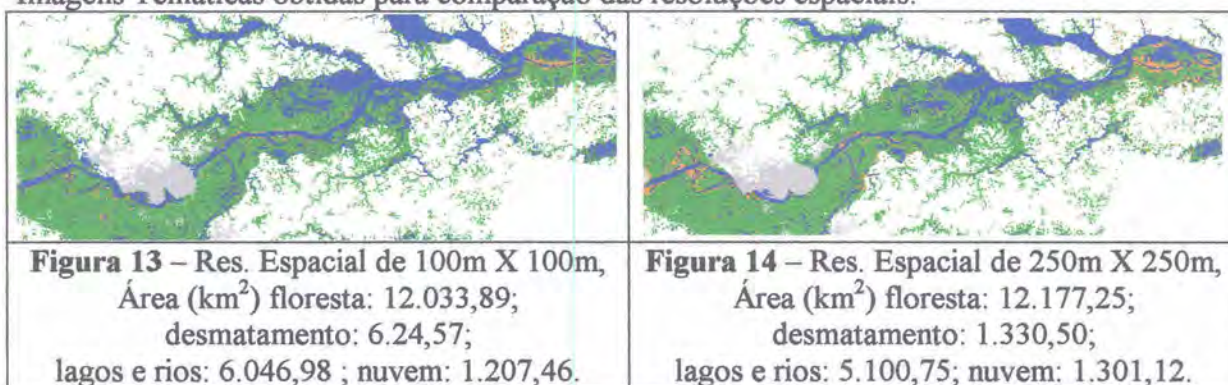 Imagens Temáticas obtidas para comparação das resoluções espaciais.
Figura 13 – Res. Espacial de 100m X 100m,
Área (km²) floresta: 12.033,89;
desmatamento: 6.24,57;
lagos e rios: 6.046,98 ; nuvem: 1.207,46.
Figura 14 – Res. Espacial de 250m X 250m,
Área (km²) floresta: 12.177,25;
desmatamento: 1.330,50;
lagos e rios: 5.100,75; nuvem: 1.301,12.